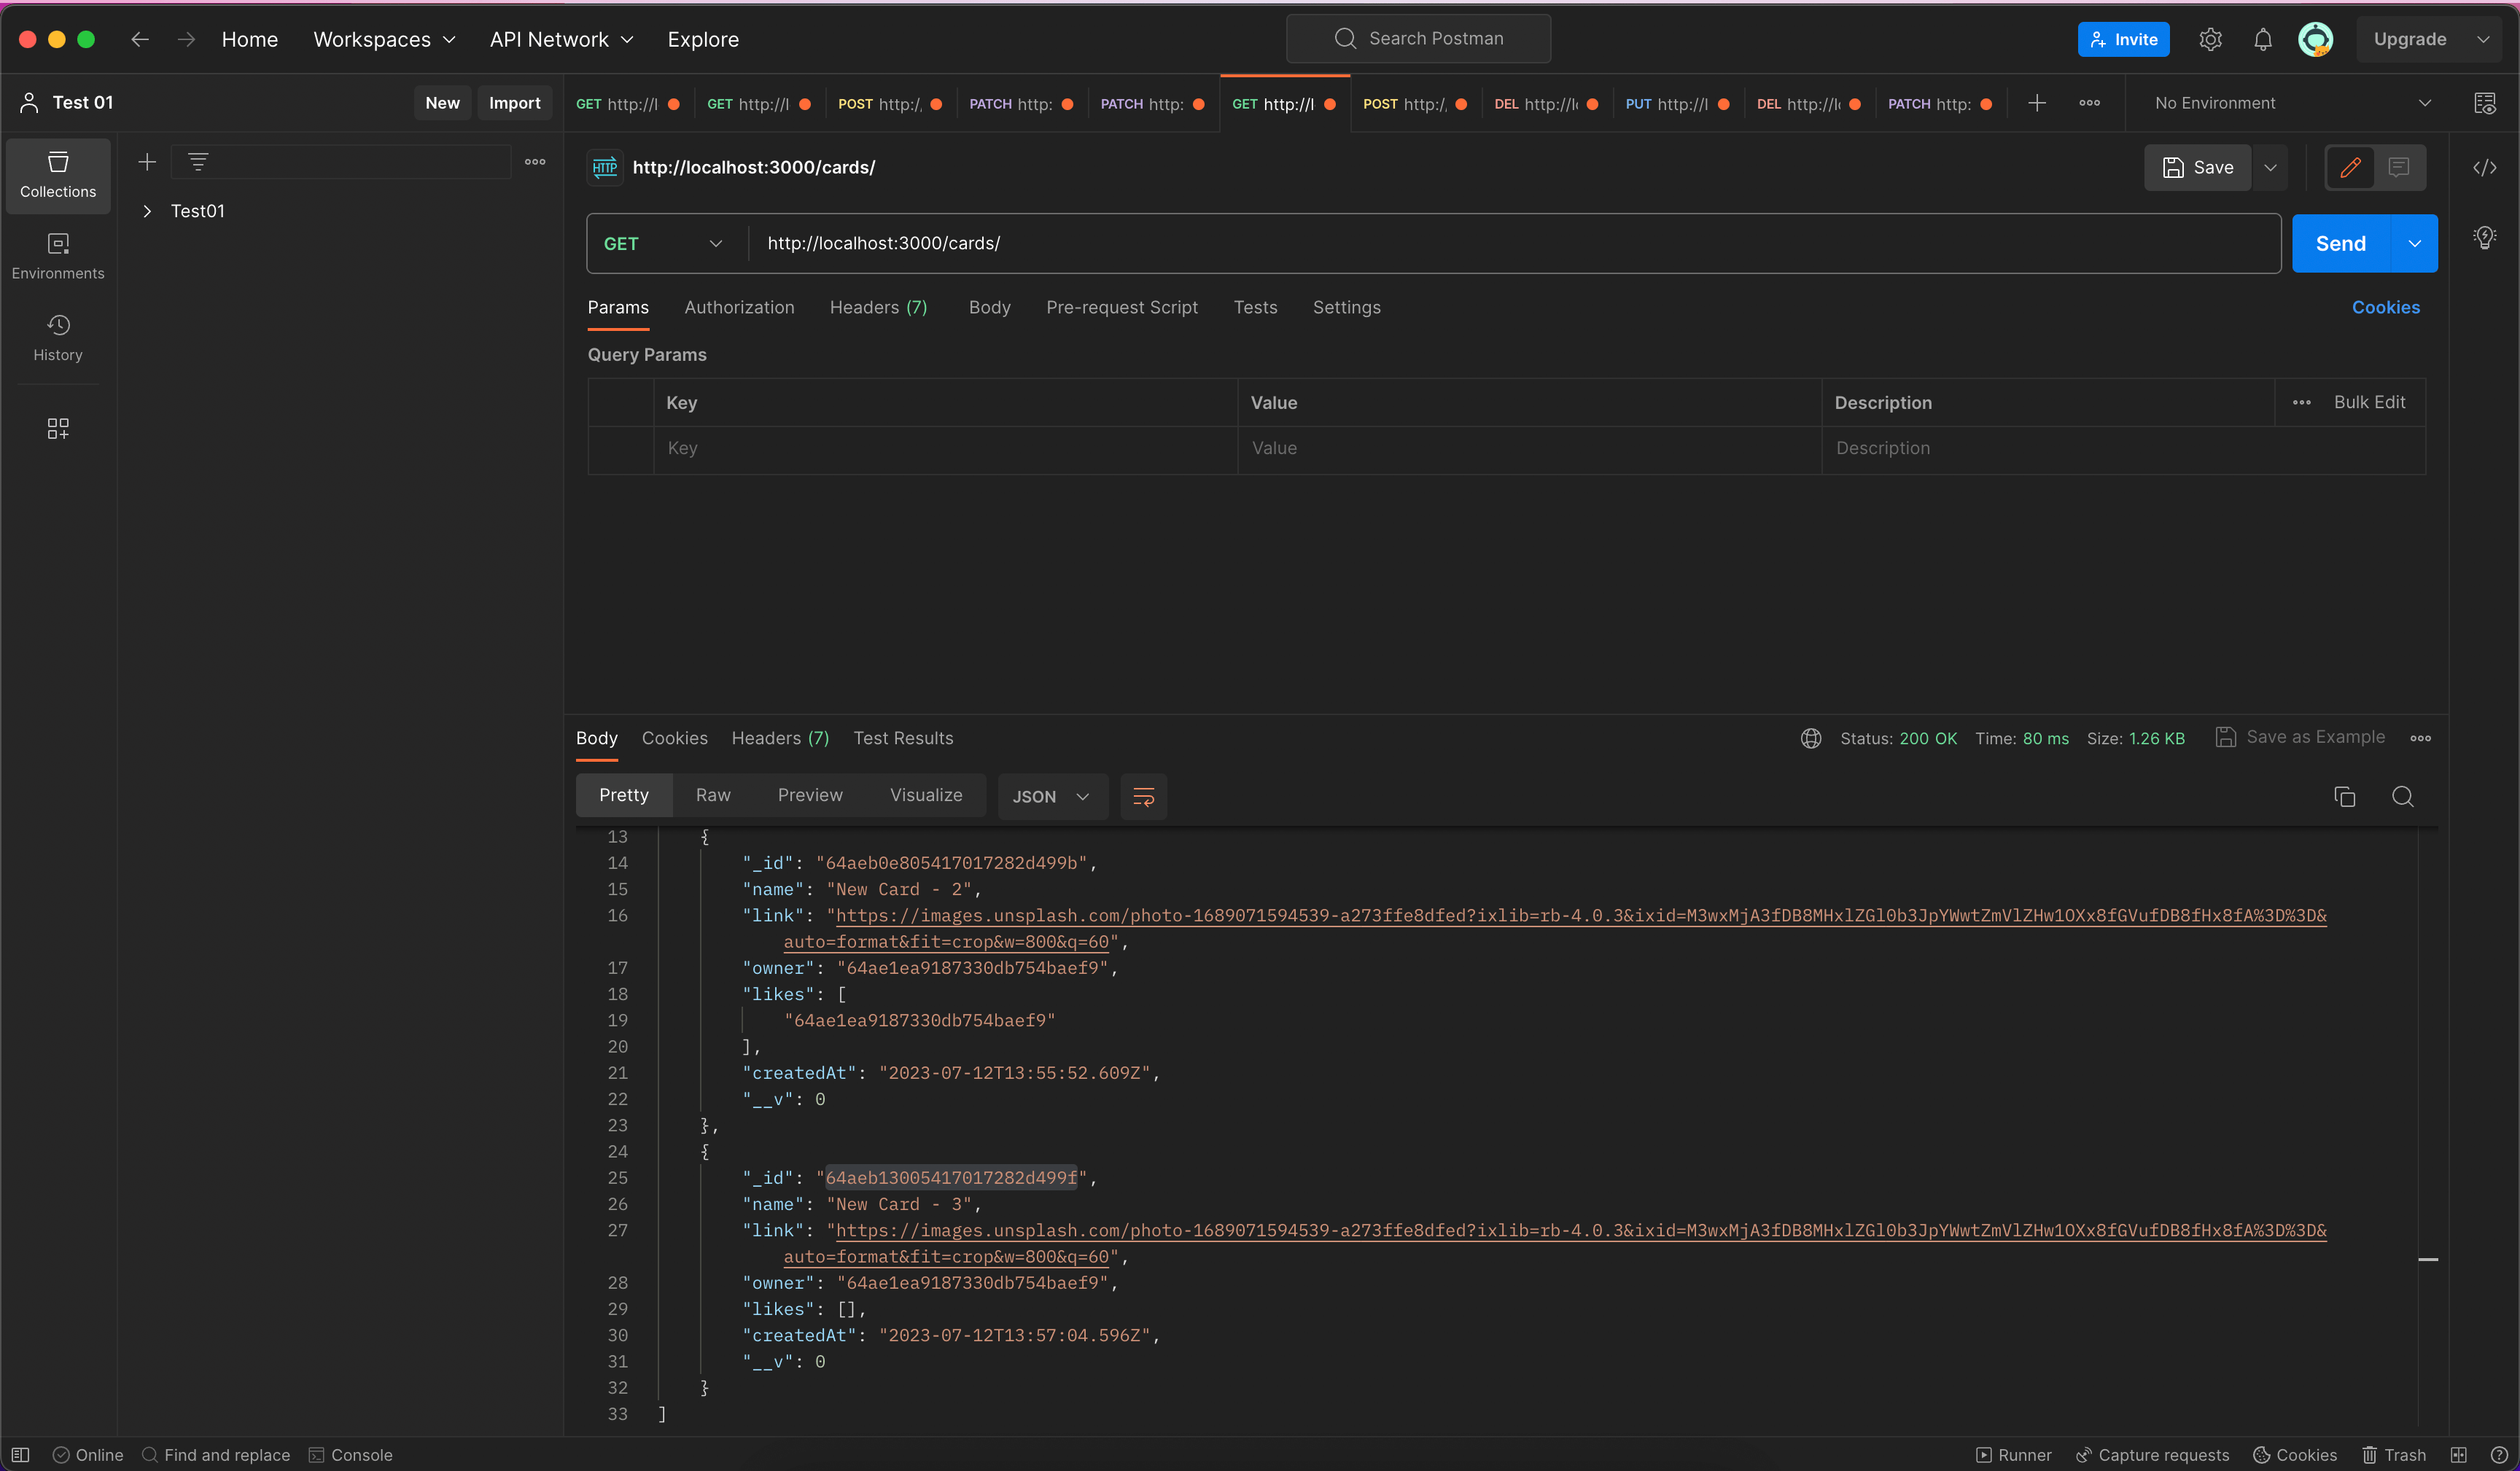 Home Workspaces API Network Explore Search Postman Invite Upgrade
Test 01 New Import GET http://l GET http://l POST http:/, PATCH http: PATCH http: GET http://l POST http:/, DEL http://l PUT http://l DEL http://l PATCH http: No Environment
Collections
Environments
History
Test01
HTTP http://localhost:3000/cards/ Save
GET http://localhost:3000/cards/ Send
Params Authorization Headers (7) Body Pre-request Script Tests Settings Cookies
Query Params
Key Value Description Bulk Edit
Key Value Description
Body Cookies Headers (7) Test Results Status: 200 OK Time: 80 ms Size: 1.26 KB Save as Example
Pretty Raw Preview Visualize JSON
13 {
14 "_id": "64aeb0e805417017282d499b",
15 "name": "New Card - 2",
16 "link": "https://images.unsplash.com/photo-1689071594539-a273ffe8dfed?ixlib=rb-4.0.3&ixid=M3wxMjA3fDB8MHxlZGl0b3JpYWwtZmVlZHw1OXx8fGVufDB8fHx8fA%3D%3D&
auto=format&fit=crop&w=800&q=60",
17 "owner": "64ae1ea9187330db754baef9",
18 "likes": [
19 "64ae1ea9187330db754baef9"
20 ],
21 "createdAt": "2023-07-12T13:55:52.609Z",
22 "__v": 0
23 },
24 {
25 "_id": "64aeb13005417017282d499f",
26 "name": "New Card - 3",
27 "link": "https://images.unsplash.com/photo-1689071594539-a273ffe8dfed?ixlib=rb-4.0.3&ixid=M3wxMjA3fDB8MHxlZGl0b3JpYWwtZmVlZHw1OXx8fGVufDB8fHx8fA%3D%3D&
auto=format&fit=crop&w=800&q=60",
28 "owner": "64ae1ea9187330db754baef9",
29 "likes": [],
30 "createdAt": "2023-07-12T13:57:04.596Z",
31 "__v": 0
32 }
33 ]
Online Find and replace Console Runner Capture requests Cookies Trash